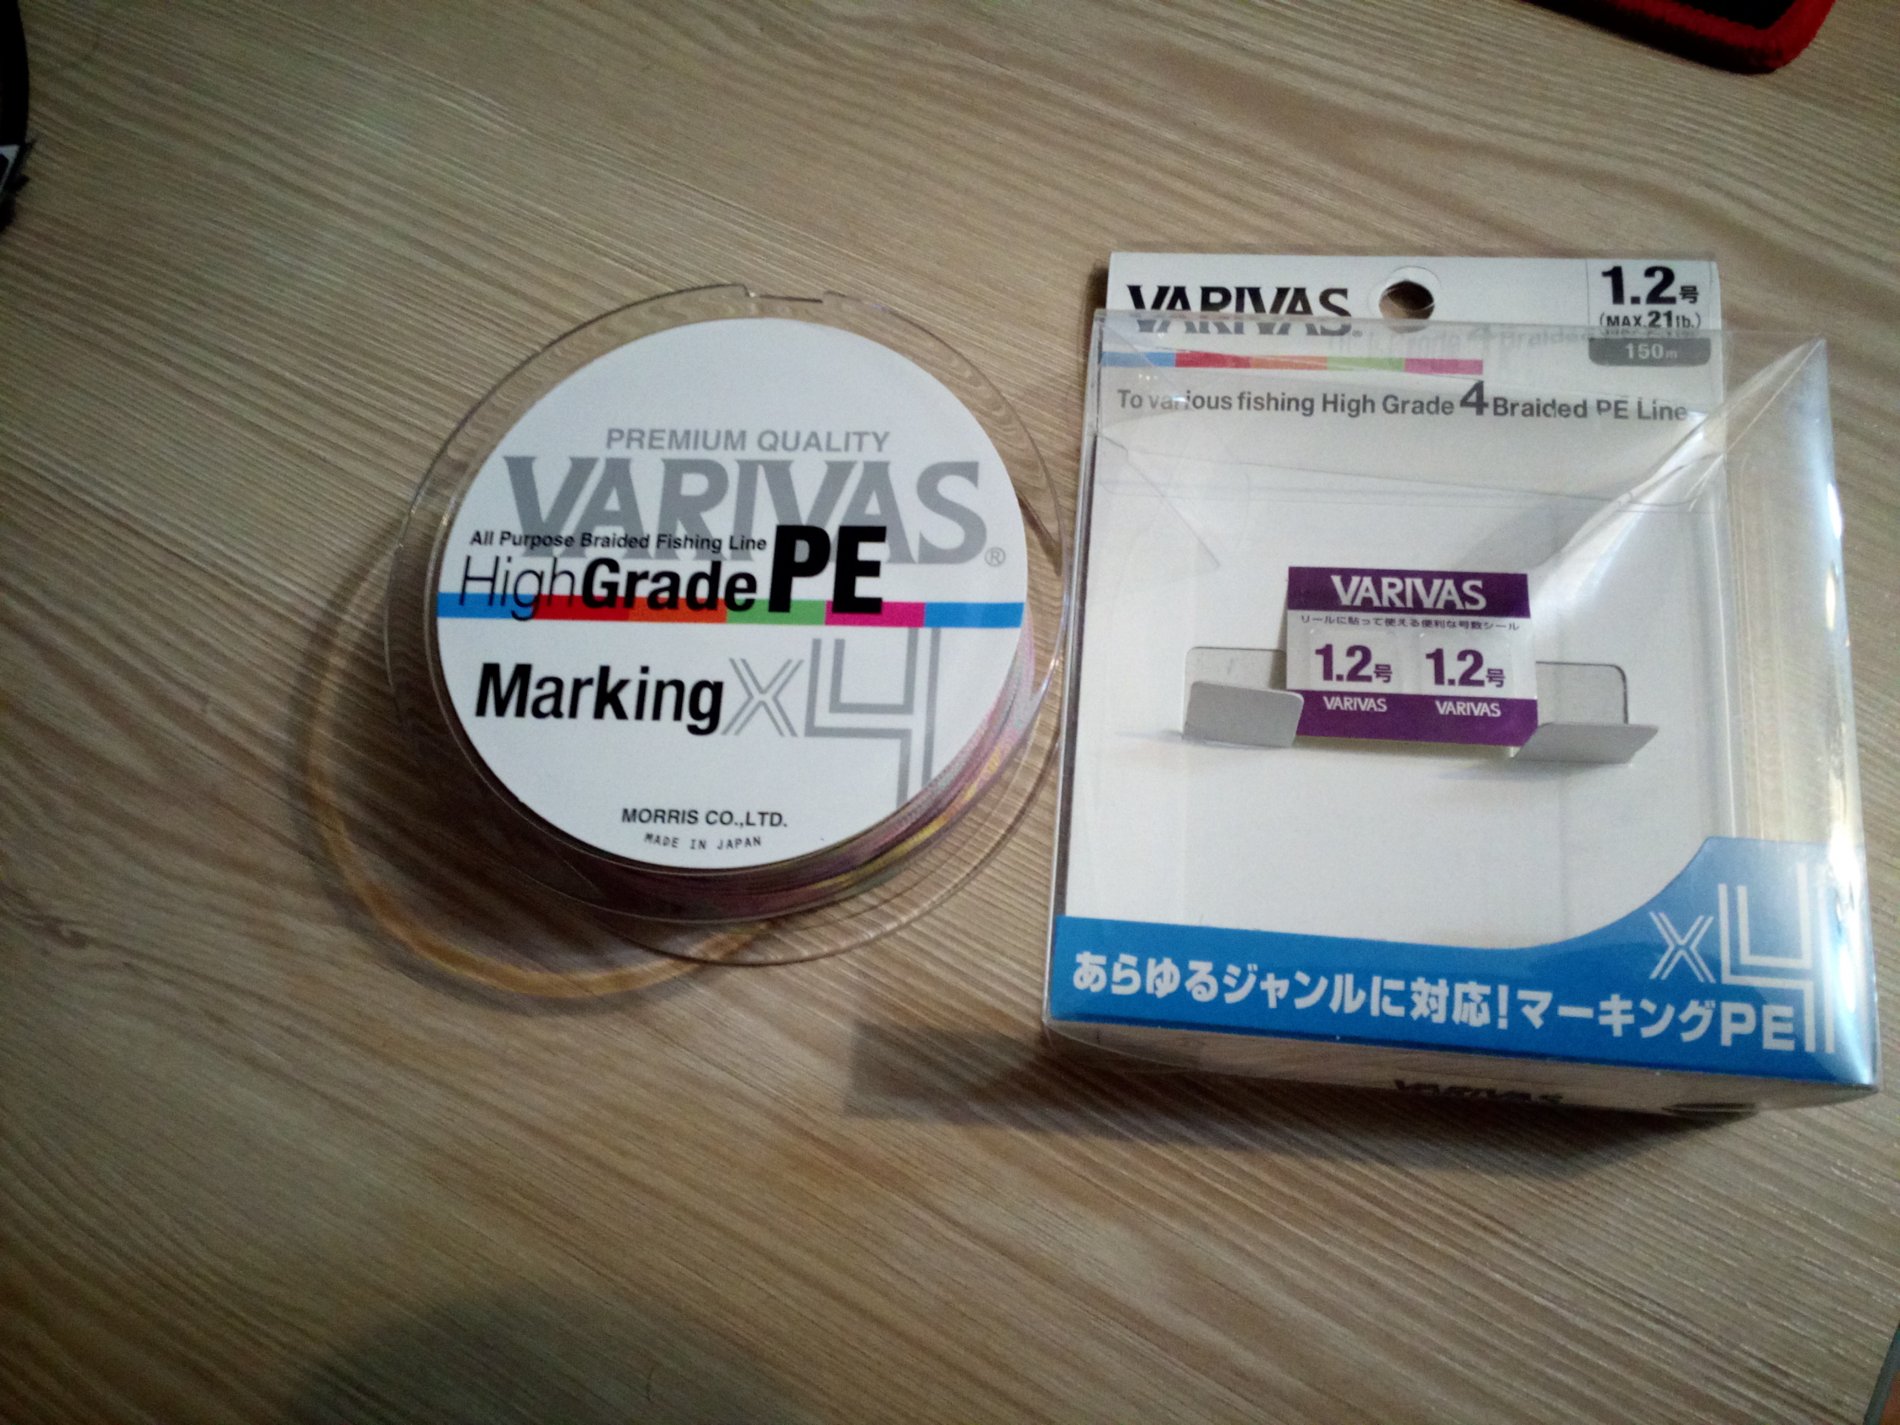 PREMIUM QUALITY
VARIVAS®
All Purpose Braided Fishing Line
HighGrade PE
Marking x4
MORRIS CO.,LTD.
MADE IN JAPAN
VARIVAS®
1.2号
(MAX.21lb.)
150m
To various fishing High Grade 4 Braided PE Line
VARIVAS
リールに貼って使える便利な号数シール
1.2号 1.2号
VARIVAS VARIVAS
x4
あらゆるジャンルに対応!マーキングPE
VARIVAS